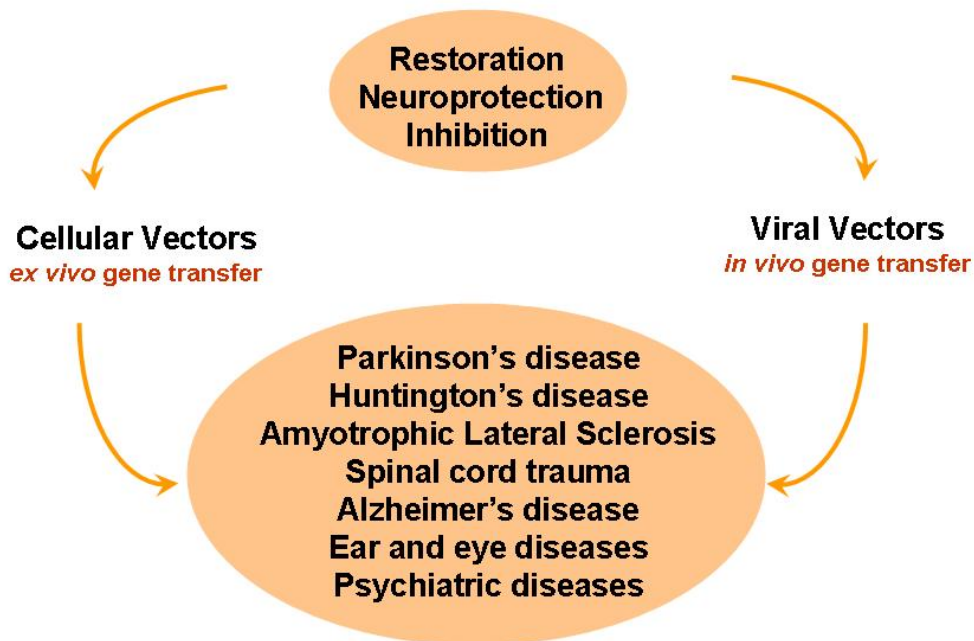 Restoration
Neuroprotection
Inhibition
Cellular Vectors
ex vivo gene transfer
Viral Vectors
in vivo gene transfer
Parkinson’s disease
Huntington’s disease
Amyotrophic Lateral Sclerosis
Spinal cord trauma
Alzheimer’s disease
Ear and eye diseases
Psychiatric diseases